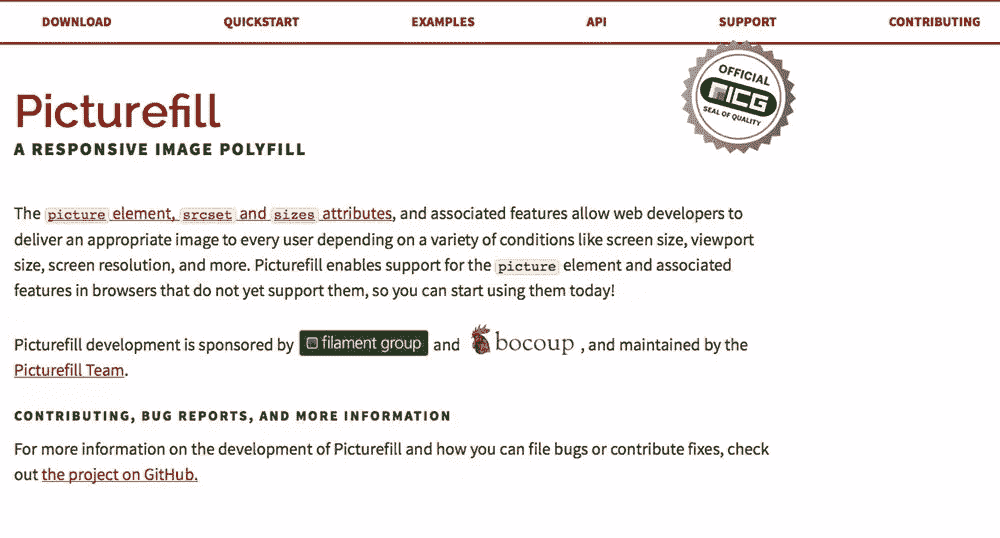 DOWNLOAD QUICKSTART EXAMPLES API SUPPORT CONTRIBUTING
OFFICIAL
RICG
SEAL OF QUALITY
Picturefill
A RESPONSIVE IMAGE POLYFILL
The picture element, srcset and sizes attributes, and associated features allow web developers to
deliver an appropriate image to every user depending on a variety of conditions like screen size, viewport
size, screen resolution, and more. Picturefill enables support for the picture element and associated
features in browsers that do not yet support them, so you can start using them today!
Picturefill development is sponsored by filament group and bocoup , and maintained by the
Picturefill Team.
CONTRIBUTING, BUG REPORTS, AND MORE INFORMATION
For more information on the development of Picturefill and how you can file bugs or contribute fixes, check
out the project on GitHub.